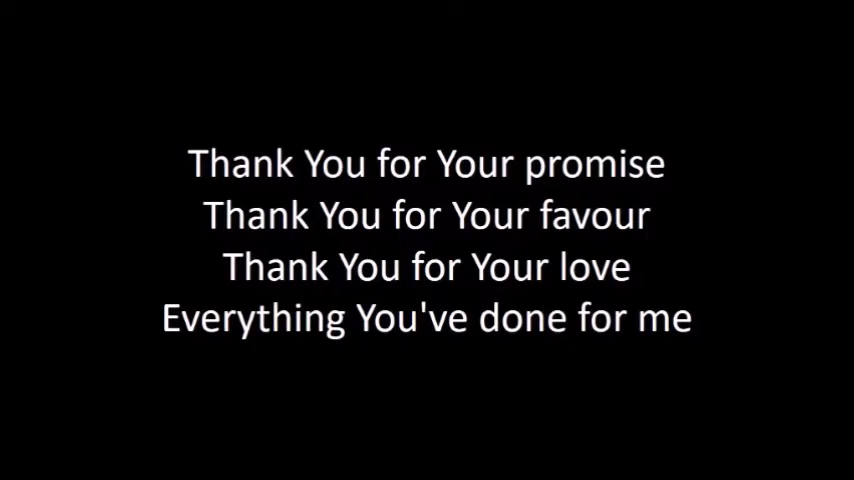 Thank You for Your promise
Thank You for Your favour
Thank You for Your love
Everything You've done for me